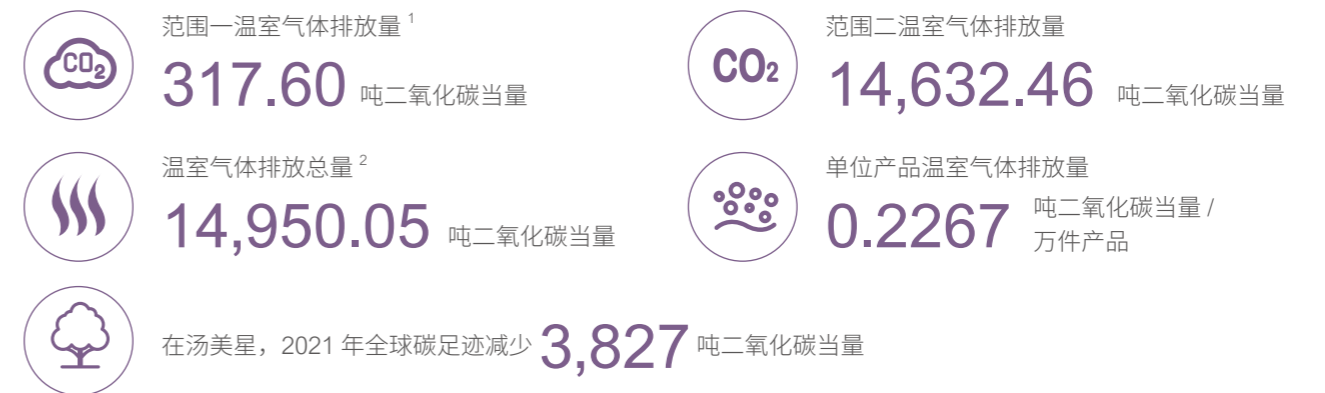 CO2
范围一温室气体排放量 1
317.60 吨二氧化碳当量
CO2
范围二温室气体排放量
14,632.46 吨二氧化碳当量
温室气体排放总量 2
14,950.05 吨二氧化碳当量
单位产品温室气体排放量
0.2267 吨二氧化碳当量 /
万件产品
在汤美星，2021 年全球碳足迹减少 3,827 吨二氧化碳当量